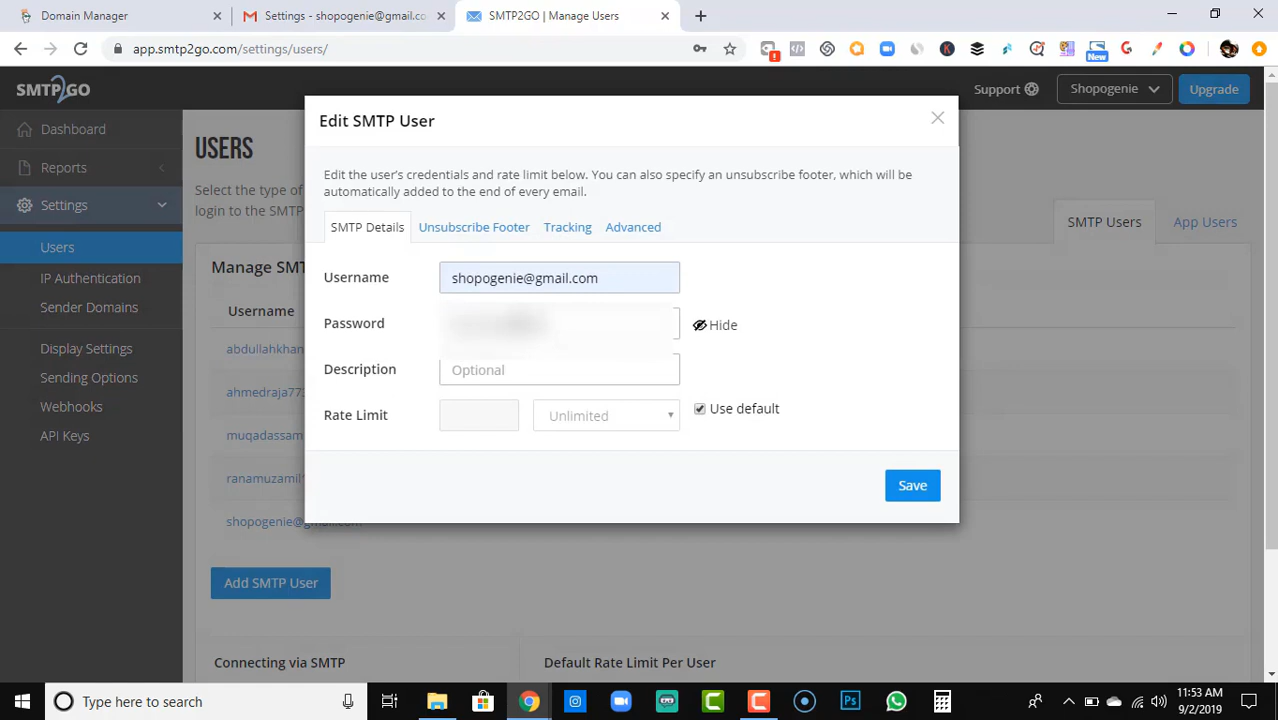 Domain Manager
Settings - shopogenie@gmail.co
SMTP2GO | Manage Users
app.smtp2go.com/settings/users/
New
SMTP2GO
Support
Shopogenie
Upgrade
Dashboard
Reports
Settings
Users
IP Authentication
Sender Domains
Display Settings
Sending Options
Webhooks
API Keys
USERS
Select the type of
login to the SMTP
SMTP Users
App Users
Manage SMT
Username
abdullahkhan
ahmedraja773
muqadassam
ranamuzamil
shopogenie@gmail.com
Add SMTP User
Connecting via SMTP
Default Rate Limit Per User
Edit SMTP User
Edit the user's credentials and rate limit below. You can also specify an unsubscribe footer, which will be
automatically added to the end of every email.
SMTP Details
Unsubscribe Footer
Tracking
Advanced
Username
shopogenie@gmail.com
Password
Hide
Description
Optional
Rate Limit
Unlimited
Use default
Save
Type here to search
11:53 AM
9/2/2019